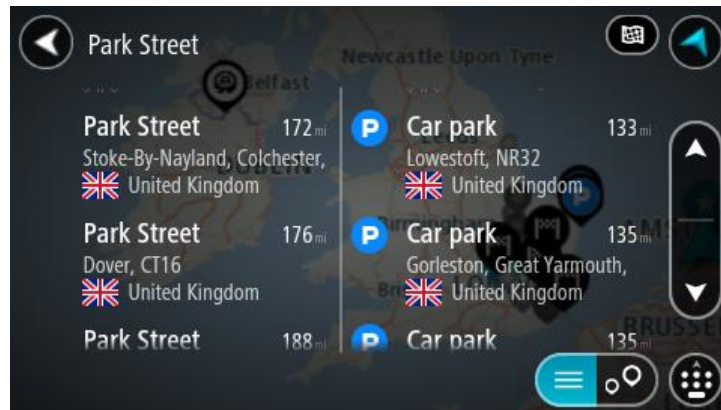 Park Street
Newcastle Upon Tyne
Belfast
Park Street 172 mi
Stoke-By-Nayland, Colchester,
United Kingdom
Park Street 176 mi
Dover, CT16
United Kingdom
Park Street 188 mi
P Car park 133 mi
Lowestoft, NR32
United Kingdom
P Car park 135 mi
Gorleston, Great Yarmouth,
United Kingdom
P Car park 135 mi
DUBLIN
Birmingham
P